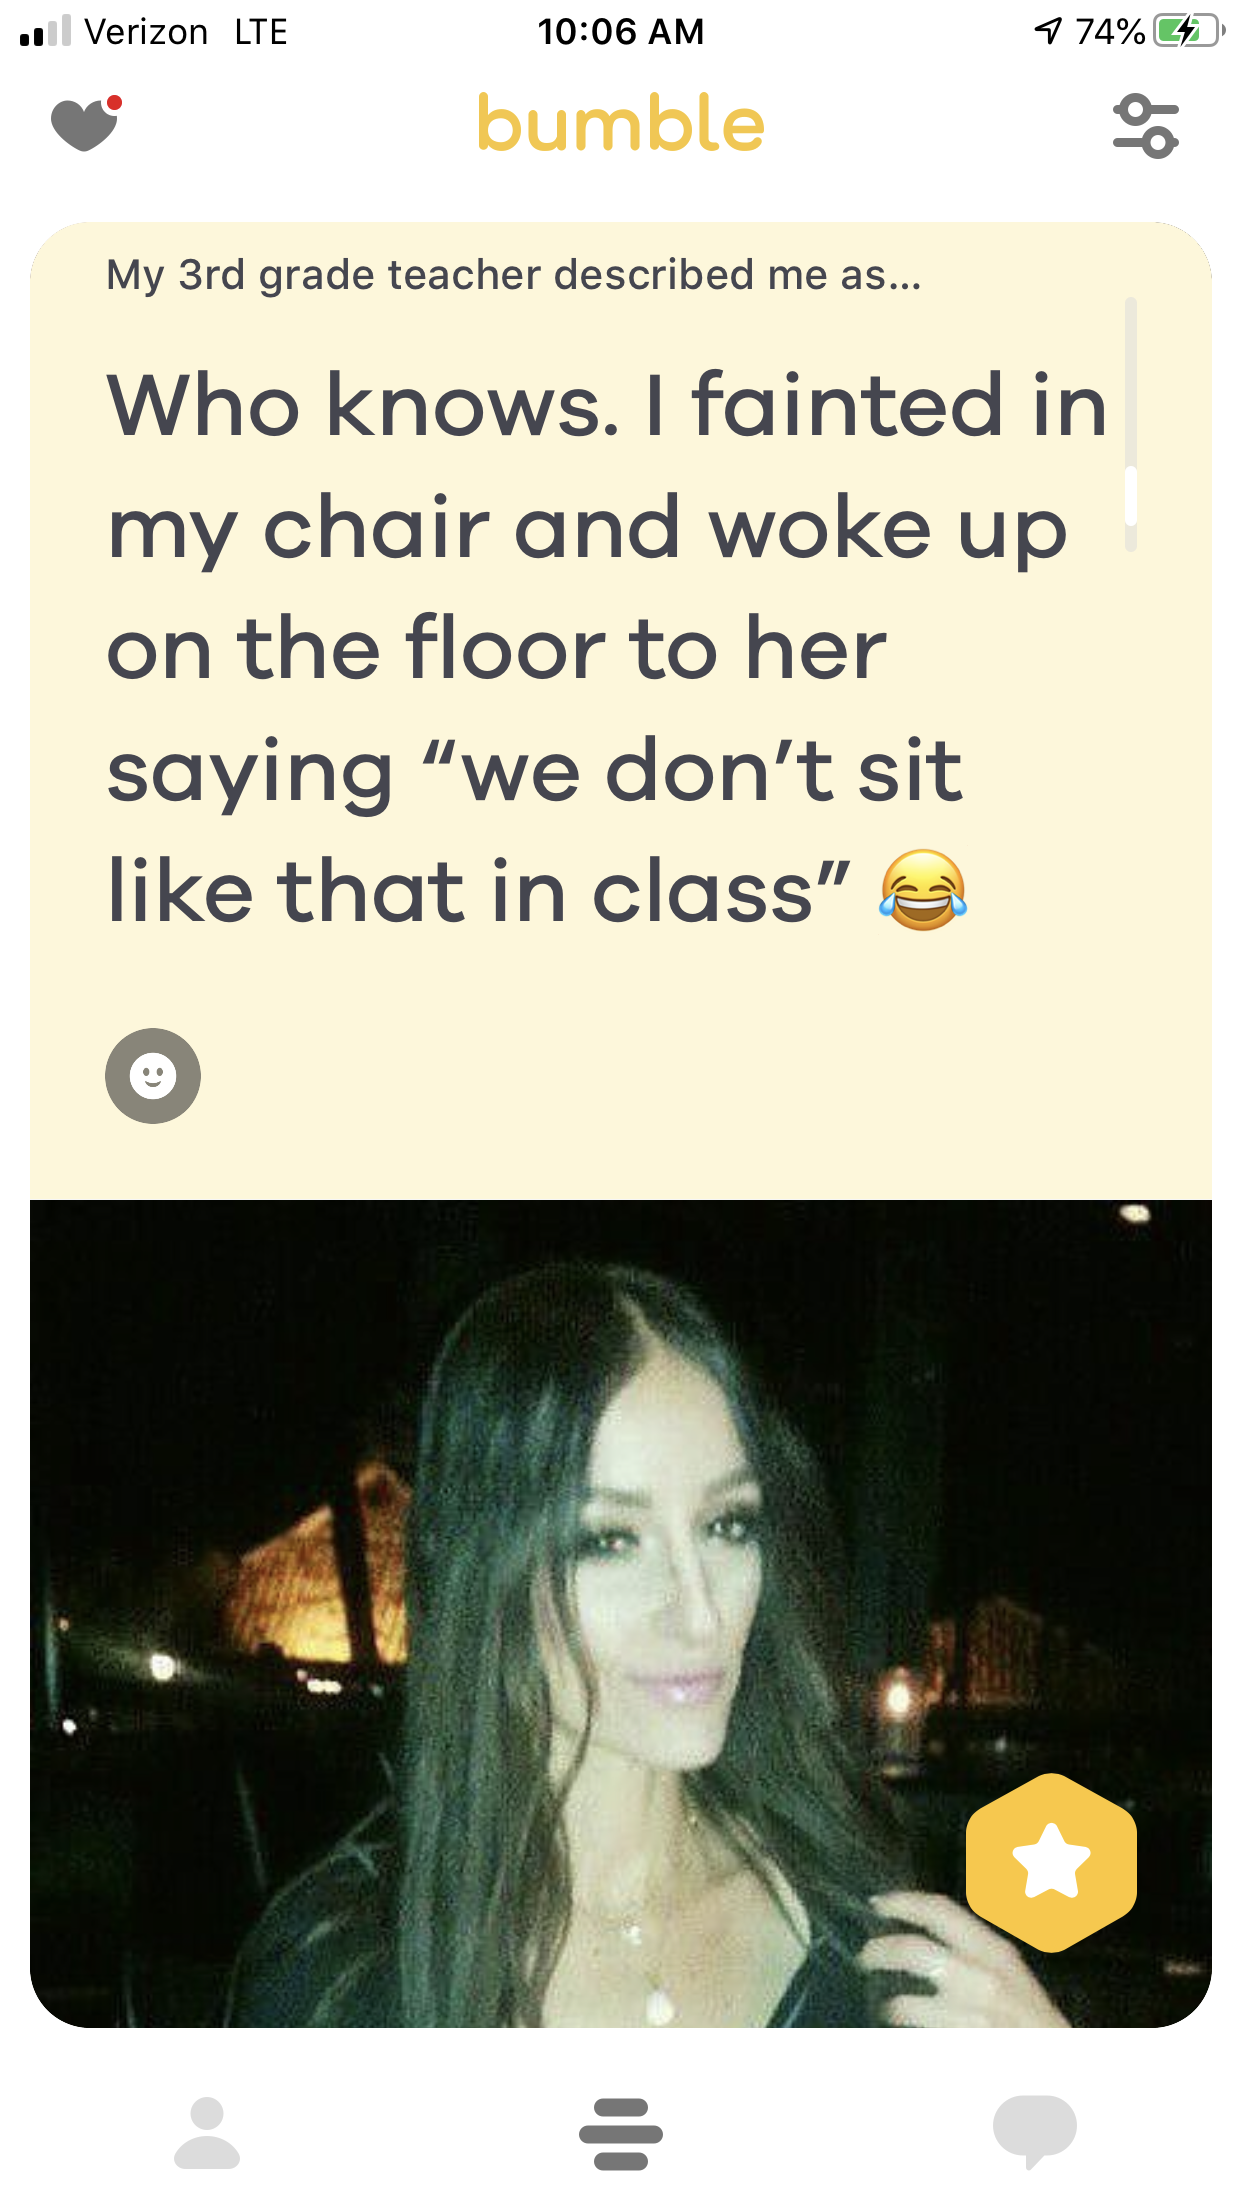 Verizon LTE 10:06 AM 74%
bumble
My 3rd grade teacher described me as...
Who knows. I fainted in
my chair and woke up
on the floor to her
saying “we don’t sit
like that in class” 😂